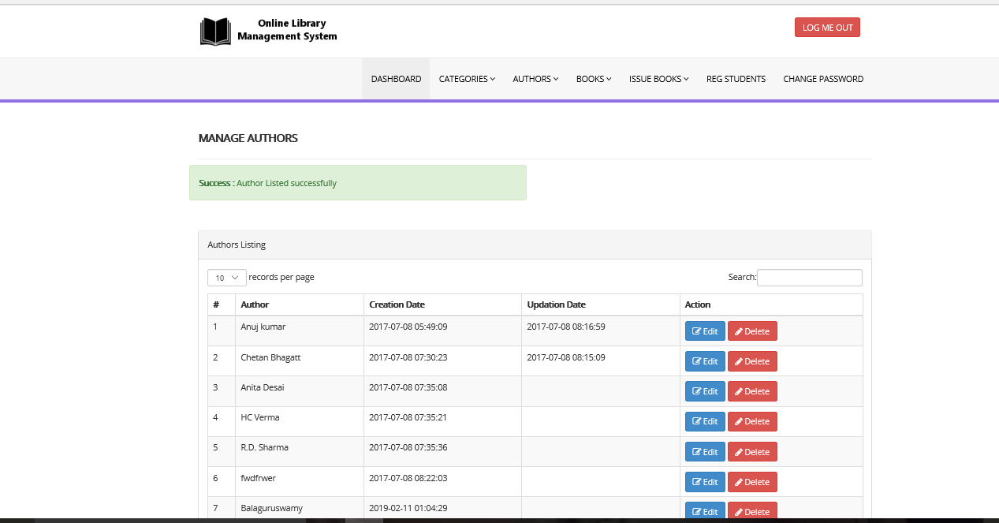 Online Library
Management System
LOG ME OUT
DASHBOARD CATEGORIES AUTHORS BOOKS ISSUE BOOKS REG STUDENTS CHANGE PASSWORD
MANAGE AUTHORS
Success : Author Listed successfully
Authors Listing
10 records per page Search:
# Author Creation Date Updation Date Action
1 Anuj kumar 2017-07-08 05:49:09 2017-07-08 08:16:59 Edit Delete
2 Chetan Bhagatt 2017-07-08 07:30:23 2017-07-08 08:15:09 Edit Delete
3 Anita Desai 2017-07-08 07:35:08 Edit Delete
4 HC Verma 2017-07-08 07:35:21 Edit Delete
5 R.D. Sharma 2017-07-08 07:35:36 Edit Delete
6 fwdfrwer 2017-07-08 08:22:03 Edit Delete
7 Balaguruswamy 2019-02-11 01:04:29 Edit Delete